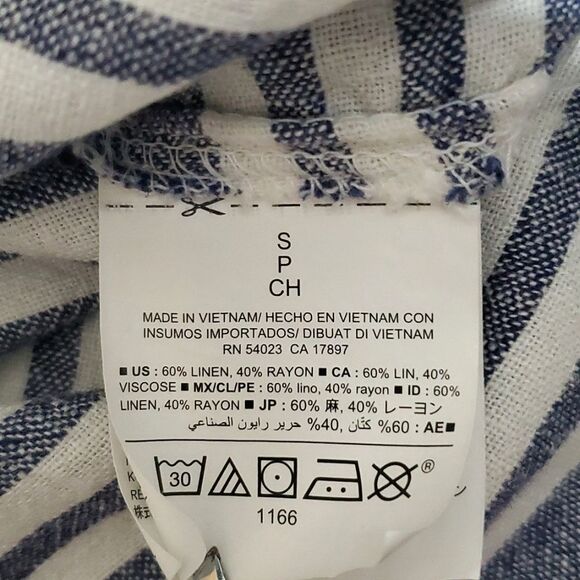 S
P
CH
MADE IN VIETNAM/ HECHO EN VIETNAM CON
INSUMOS IMPORTADOS/ DIBUAT DI VIETNAM
RN 54023 CA 17897
■ US : 60% LINEN, 40% RAYON ■ CA : 60% LIN, 40%
VISCOSE ■ MX/CL/PE : 60% lino, 40% rayon ■ ID : 60%
LINEN, 40% RAYON ■ JP : 60% 麻, 40% レーヨン
■ AE : 60% كتّان, 40% حرير رايون الصناعي
30 ®
1166